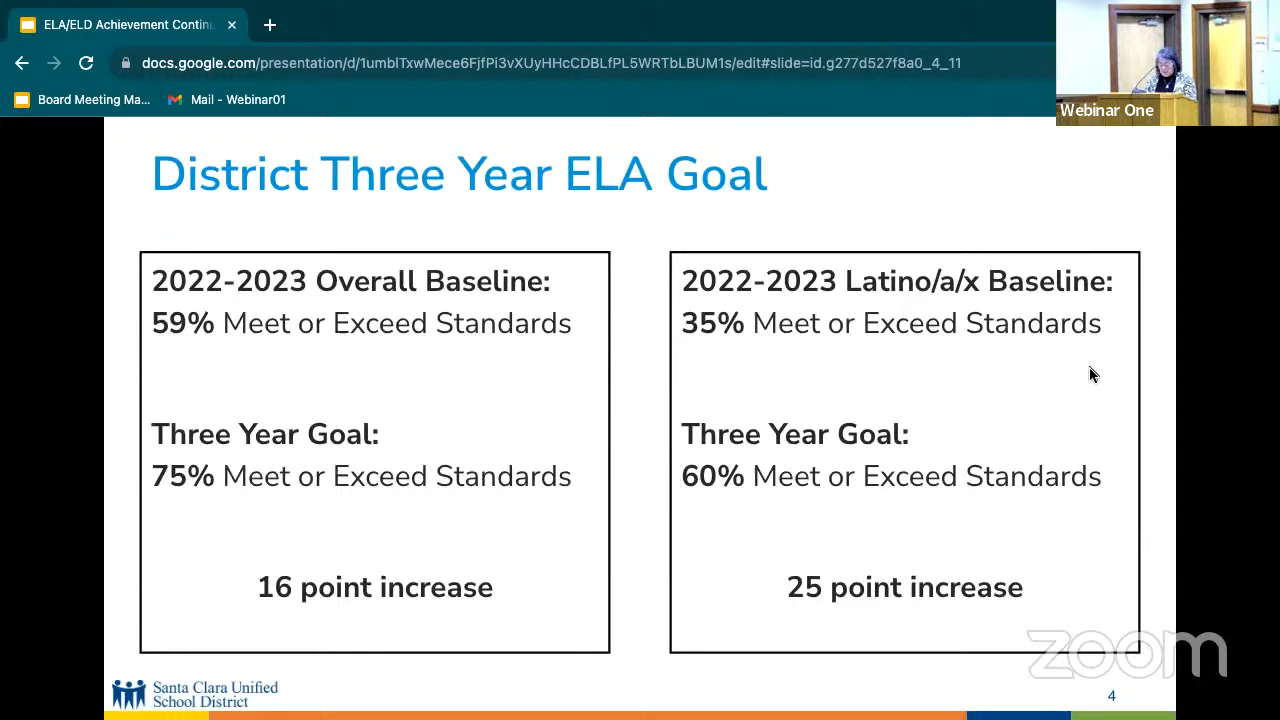 ELA/ELD Achievement Continu
docs.google.com/presentation/d/1umblTxwMece6FjfPi3vXUyHHcCDBLfPL5WRTbLBUM1s/edit#slide=id.g277d527f8a0_4_11
Board Meeting Ma...
Mail - Webinar01
Webinar One
District Three Year ELA Goal
2022-2023 Overall Baseline:
59% Meet or Exceed Standards
Three Year Goal:
75% Meet or Exceed Standards
16 point increase
2022-2023 Latino/a/x Baseline:
35% Meet or Exceed Standards
Three Year Goal:
60% Meet or Exceed Standards
25 point increase
zoom
Santa Clara Unified
School District
4